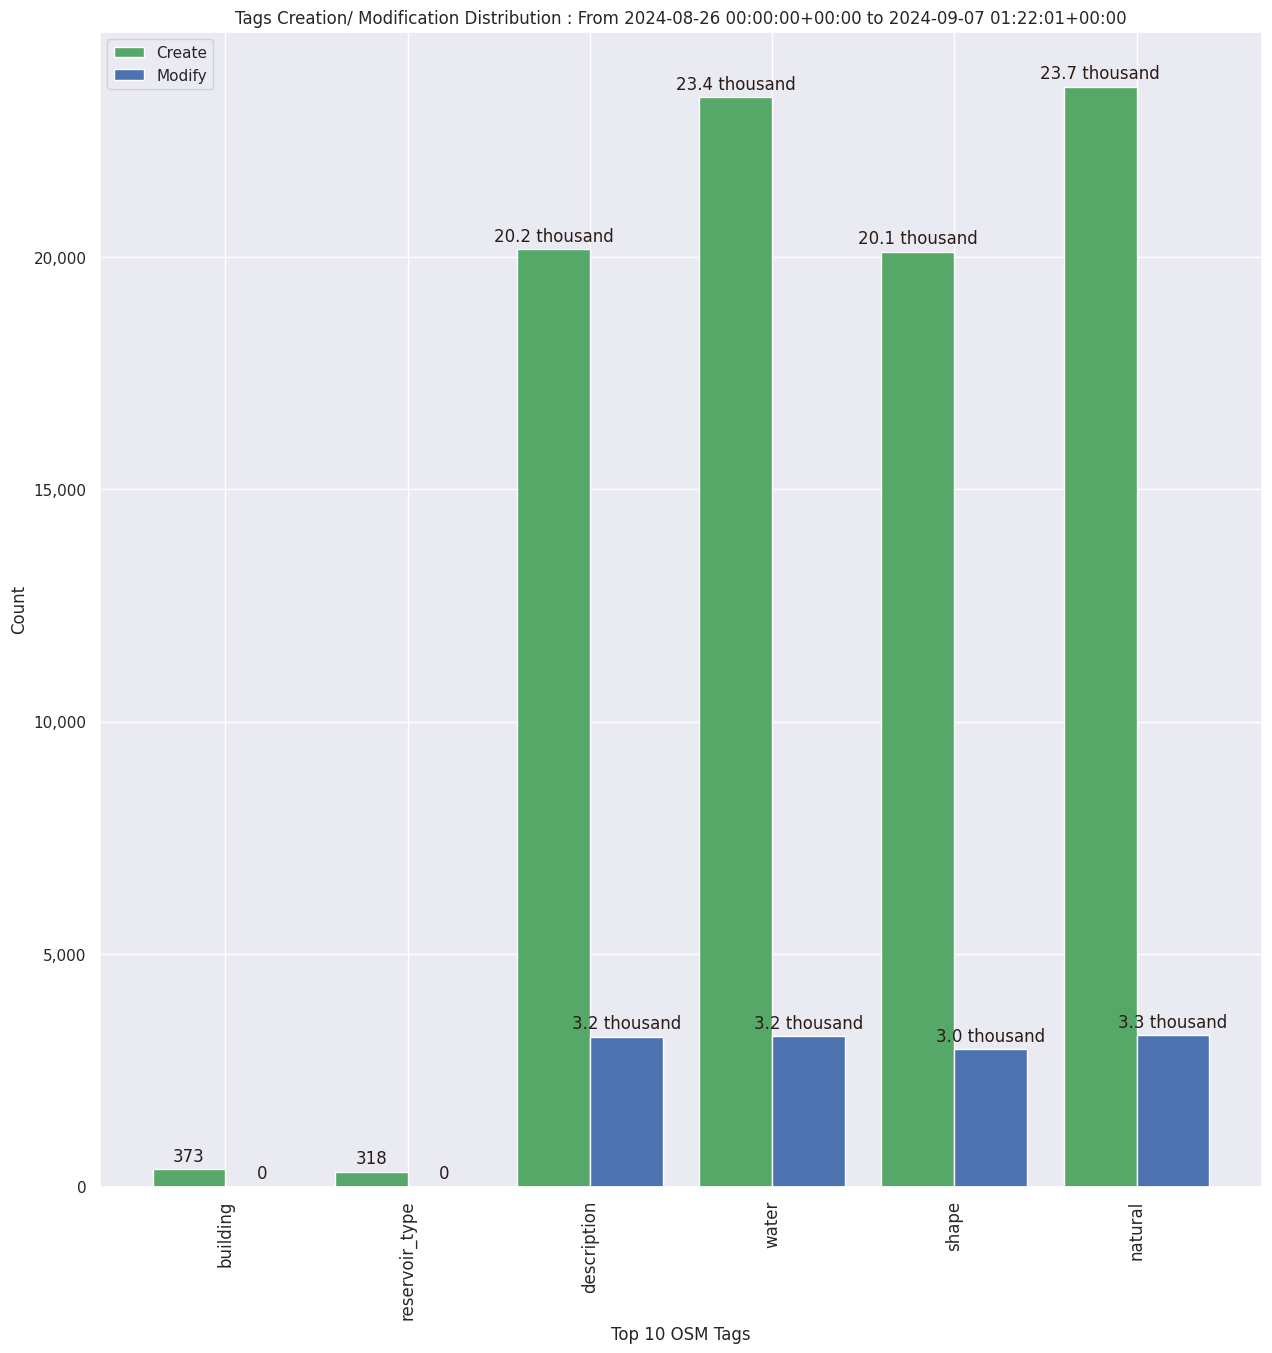 Tags Creation/ Modification Distribution : From 2024-08-26 00:00:00+00:00 to 2024-09-07 01:22:01+00:00
Create
Modify
23.4 thousand
23.7 thousand
20.2 thousand
20.1 thousand
20,000
15,000
10,000
5,000
0
Count
3.2 thousand
3.2 thousand
3.0 thousand
3.3 thousand
373
0
318
0
building
reservoir_type
description
water
shape
natural
Top 10 OSM Tags